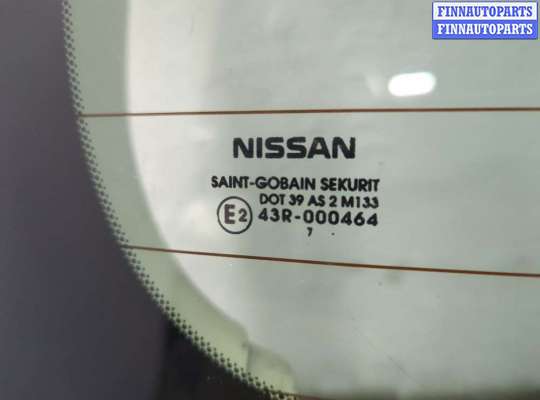 FINNAUTOPARTS
FINNAUTOPARTS
NISSAN
SAINT-GOBAIN SEKURIT
DOT 39 AS 2 M133
E2 43R-000464
7